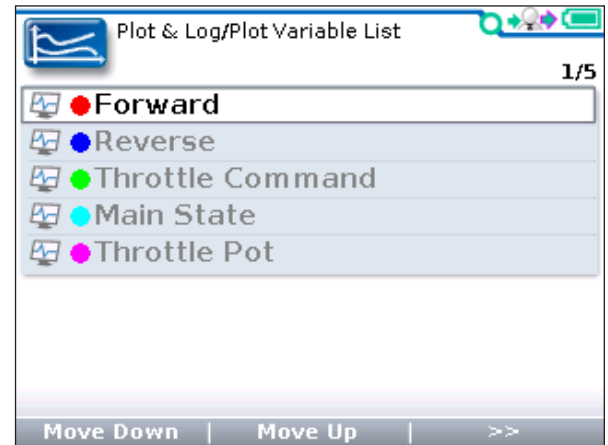 Plot & Log/Plot Variable List
1/5
Forward
Reverse
Throttle Command
Main State
Throttle Pot
Move Down | Move Up | >>